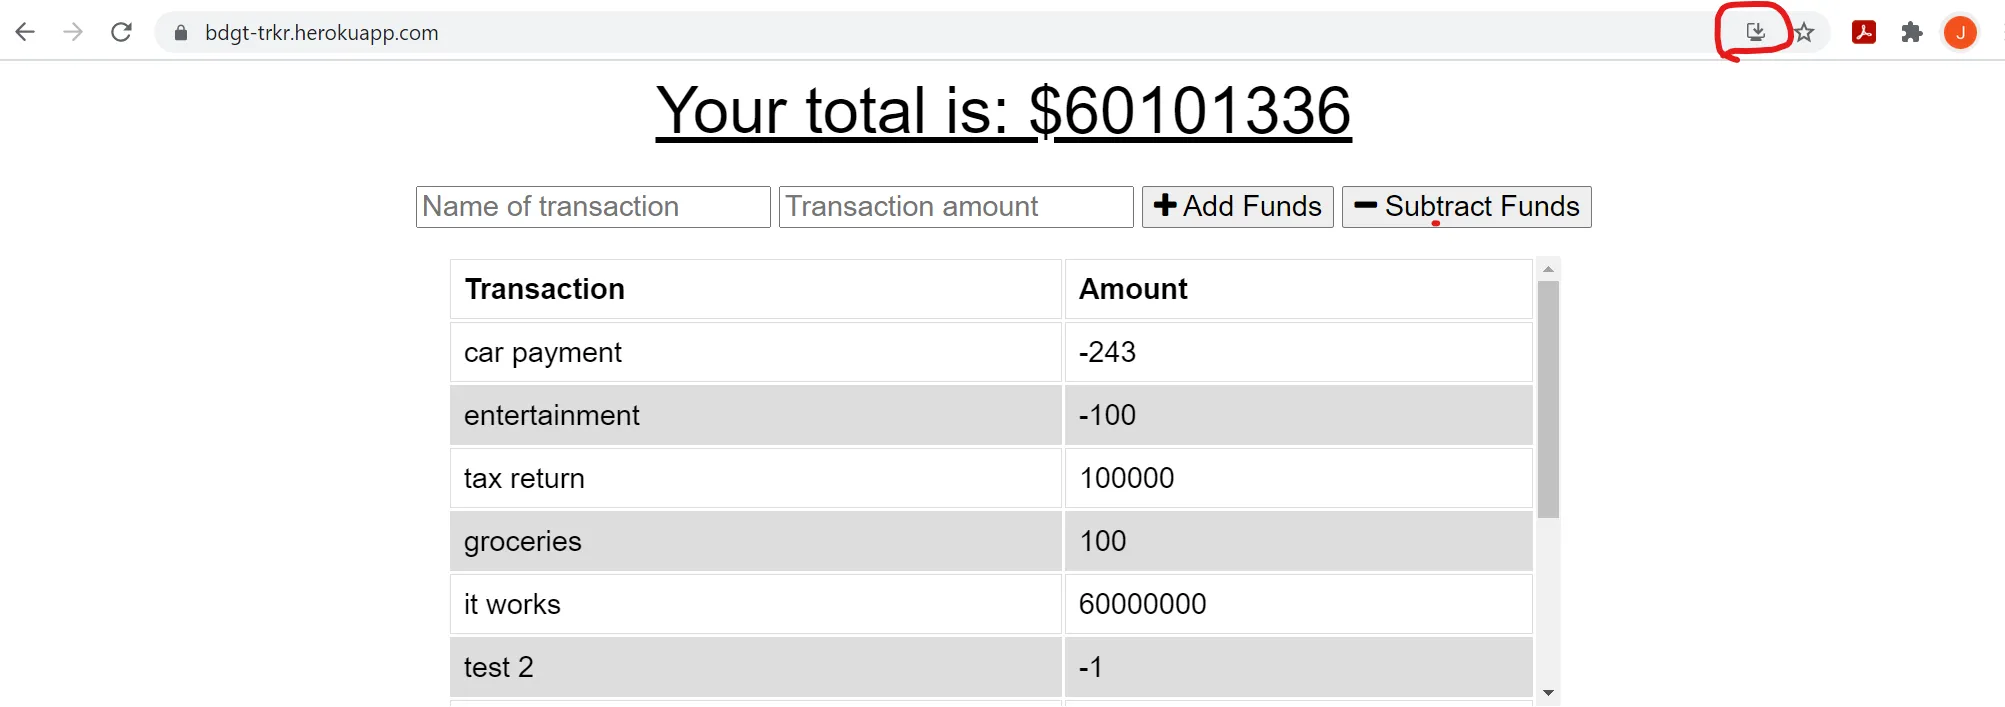 bdgt-trkr.herokuapp.com
J
Your total is: $60101336
Name of transaction Transaction amount Add Funds Subtract Funds
Transaction Amount
car payment -243
entertainment -100
tax return 100000
groceries 100
it works 60000000
test 2 -1